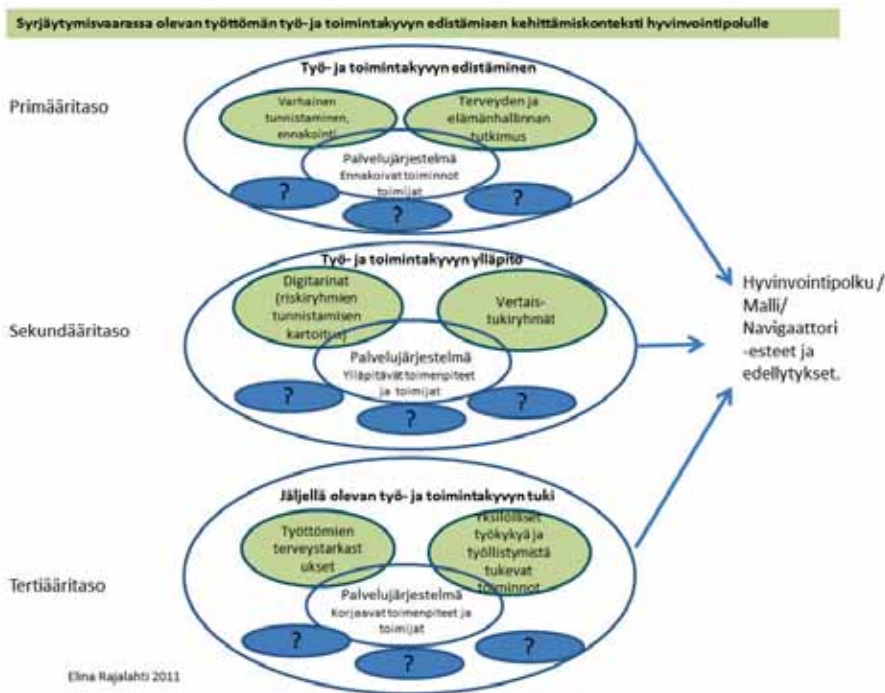 Syrjäytymisvaarassa olevan työttömän työ- ja toimintakyvyn edistämisen kehittämiskonteksti hyvinvointipolulle
Primääritaso
Työ- ja toimintakyvyn edistäminen
Varhainen
tunnistaminen,
ennakointi
Terveyden ja
elämänhallinnan
tutkimus
Palvelujärjestelmä
Ennakoivat toiminnot
toimijat
?
?
?
Sekundääritaso
Työ- ja toimintakyvyn ylläpito
Digitarinat
(riskiryhmien
tunnistamisen
kartoitus)
Vertais-
tukiryhmät
Palvelujärjestelmä
Ylläpitävät toimenpiteet
ja toimijat
?
?
?
Tertiääritaso
Jäljellä olevan työ- ja toimintakyvyn tuki
Työttömien
terveystarkast
ukset
Yksilölliset
työkykyä ja
työllistymistä
tukevat
toiminnot
Palvelujärjestelmä
Korjaavat toimenpiteet ja
toimijat
?
?
?
Hyvinvointipolku /
Malli/
Navigaattori
-esteet ja
edellytykset.
Elina Rajalahti 2011